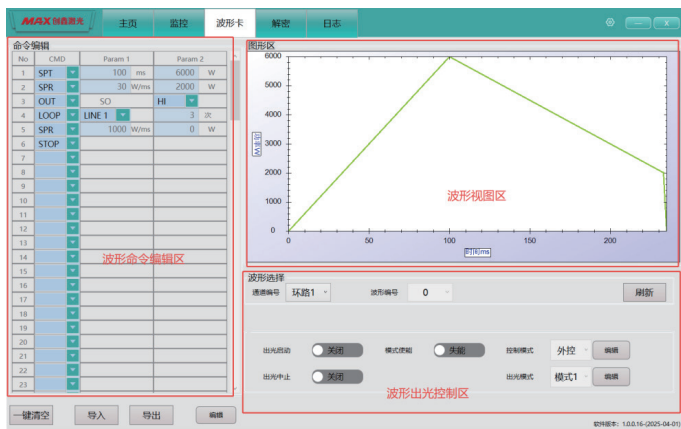 MAX 创鑫激光 主页 监控 波形卡 解密 日志
命令编辑
No CMD Param 1 Param 2
1 SPT 100 ms 6000 W
2 SPR 30 W/ms 2000 W
3 OUT SO HI
4 LOOP LINE 1 3 次
5 SPR 1000 W/ms 0 W
6 STOP
7
8
9
10
11
12
13
14
15
16
17
18
19
20
21
22
23
波形命令编辑区
一键清空 导入 导出 编辑
图形区
6000
5000
4000
3000
2000
1000
0
功率W
0 50 100 150 200
时间ms
波形视图区
波形选择
通道编号 环路1 波形编号 0 刷新
出光启动 关闭 模式使能 失能 控制模式 外控 编辑
出光中止 关闭 出光模式 模式1 编辑
波形出光控制区
软件版本: 1.0.0.16-(2025-04-01)